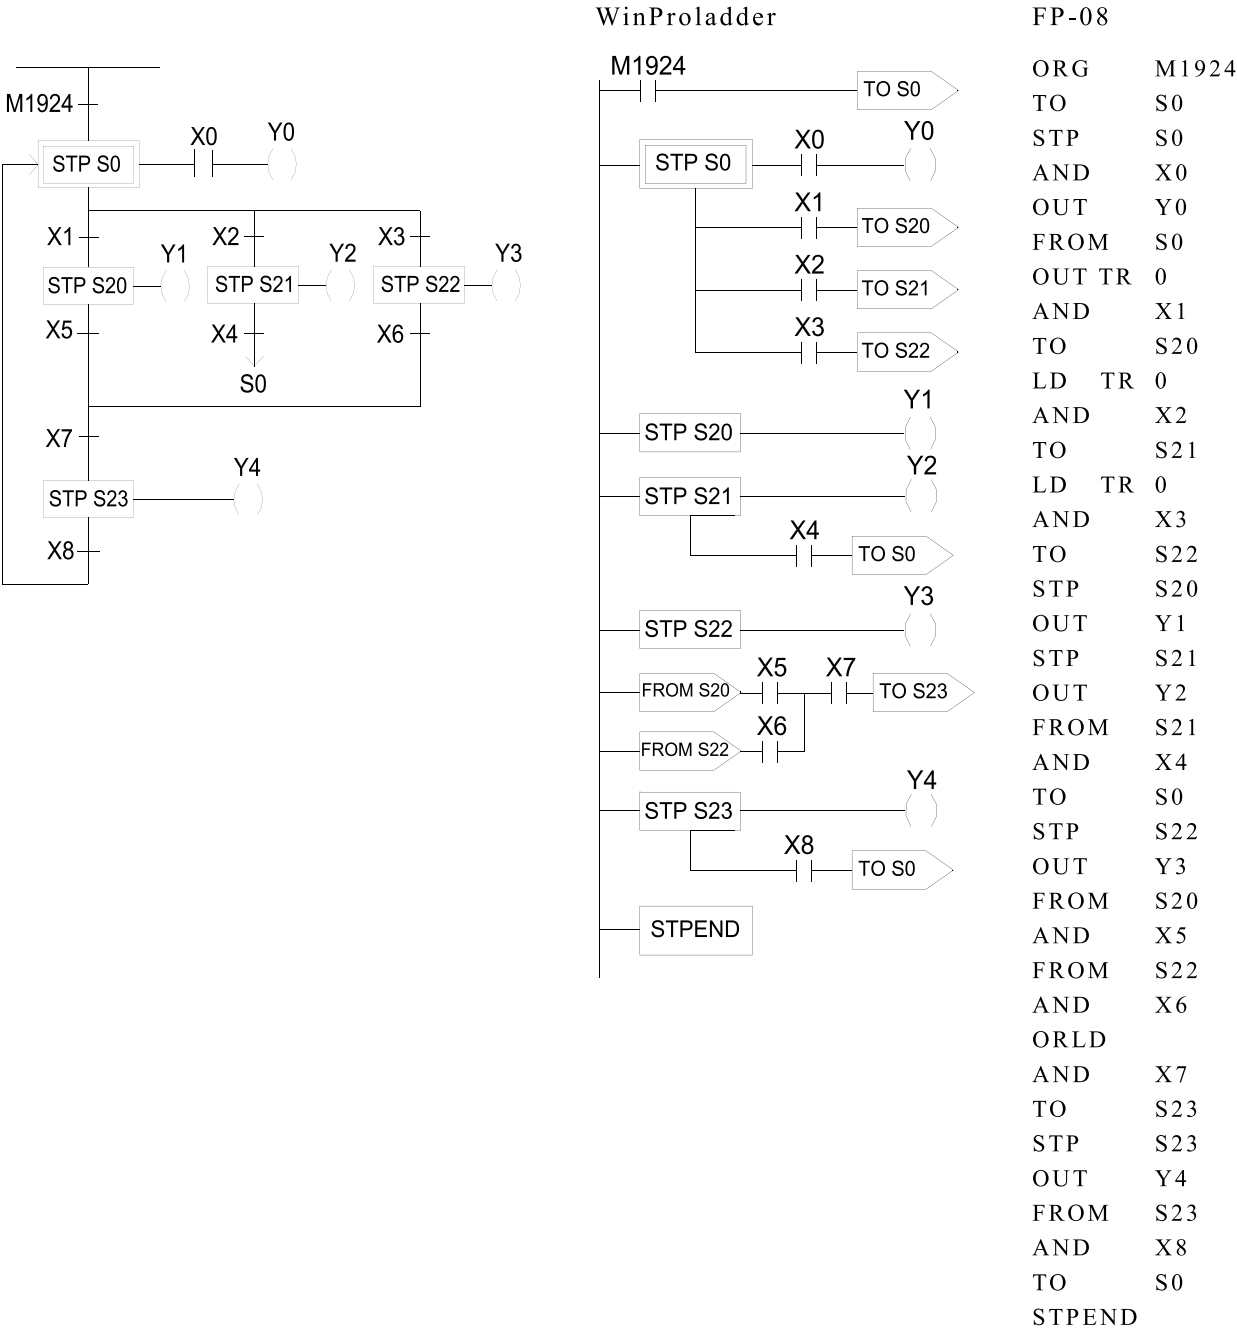 WinProladder
FP-08
M1924
X0
Y0
STP S0
X1
X2
X3
Y1
Y2
Y3
STP S20
STP S21
STP S22
X5
X4
X6
S0
X7
Y4
STP S23
X8
M1924
TO S0
X0
Y0
STP S0
X1
TO S20
X2
TO S21
X3
TO S22
Y1
STP S20
Y2
STP S21
X4
TO S0
Y3
STP S22
X5
X7
FROM S20
TO S23
X6
FROM S22
Y4
STP S23
X8
TO S0
STPEND
ORG M1924
TO S0
STP S0
AND X0
OUT Y0
FROM S0
OUT TR 0
AND X1
TO S20
LD TR 0
AND X2
TO S21
LD TR 0
AND X3
TO S22
STP S20
OUT Y1
STP S21
OUT Y2
FROM S21
AND X4
TO S0
STP S22
OUT Y3
FROM S20
AND X5
FROM S22
AND X6
ORLD
AND X7
TO S23
STP S23
OUT Y4
FROM S23
AND X8
TO S0
STPEND